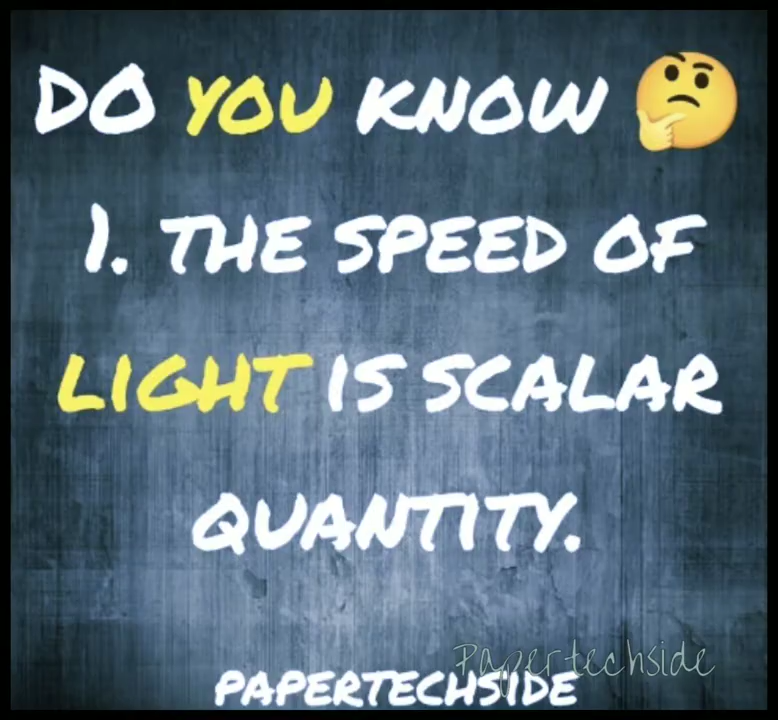 DO YOU KNOW 🤔
1. THE SPEED OF
LIGHT IS SCALAR
QUANTITY.
Papertechside
PAPERTECHSIDE